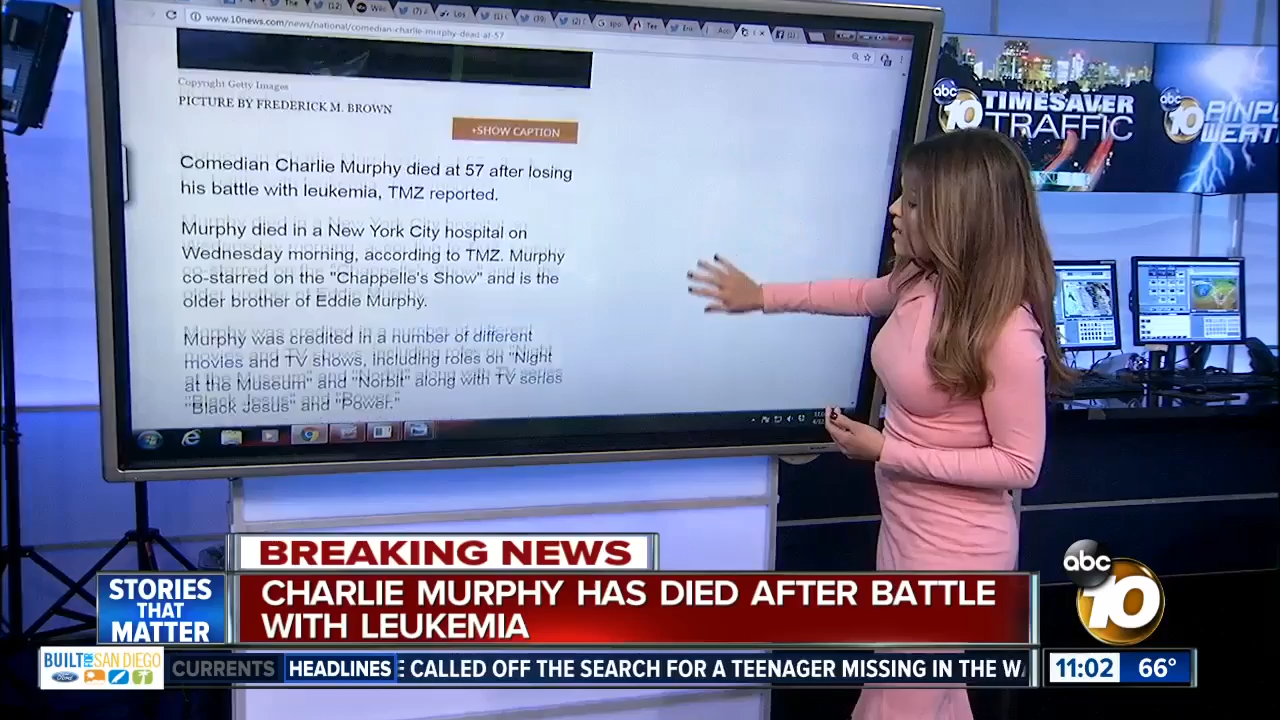 www.10news.com/news/national/comedian-charlie-murphy-dead-at-57
Copyright Getty Images
PICTURE BY FREDERICK M. BROWN
+SHOW CAPTION
Comedian Charlie Murphy died at 57 after losing
his battle with leukemia, TMZ reported.
Murphy died in a New York City hospital on
Wednesday morning, according to TMZ. Murphy
co-starred on the "Chappelle's Show" and is the
older brother of Eddie Murphy.
Murphy was credited in a number of different
movies and TV shows, including roles on "Night
at the Museum" and "Norbit" along with TV series
"Black Jesus" and "Power."
abc
10
TIMESAVER
TRAFFIC
abc
10
PINP
WEAT
BREAKING NEWS
STORIES
THAT
MATTER
CHARLIE MURPHY HAS DIED AFTER BATTLE
WITH LEUKEMIA
abc
10
BUILT FOR SAN DIEGO
Ford
CURRENTS
HEADLINES
E CALLED OFF THE SEARCH FOR A TEENAGER MISSING IN THE WA
11:02
66°